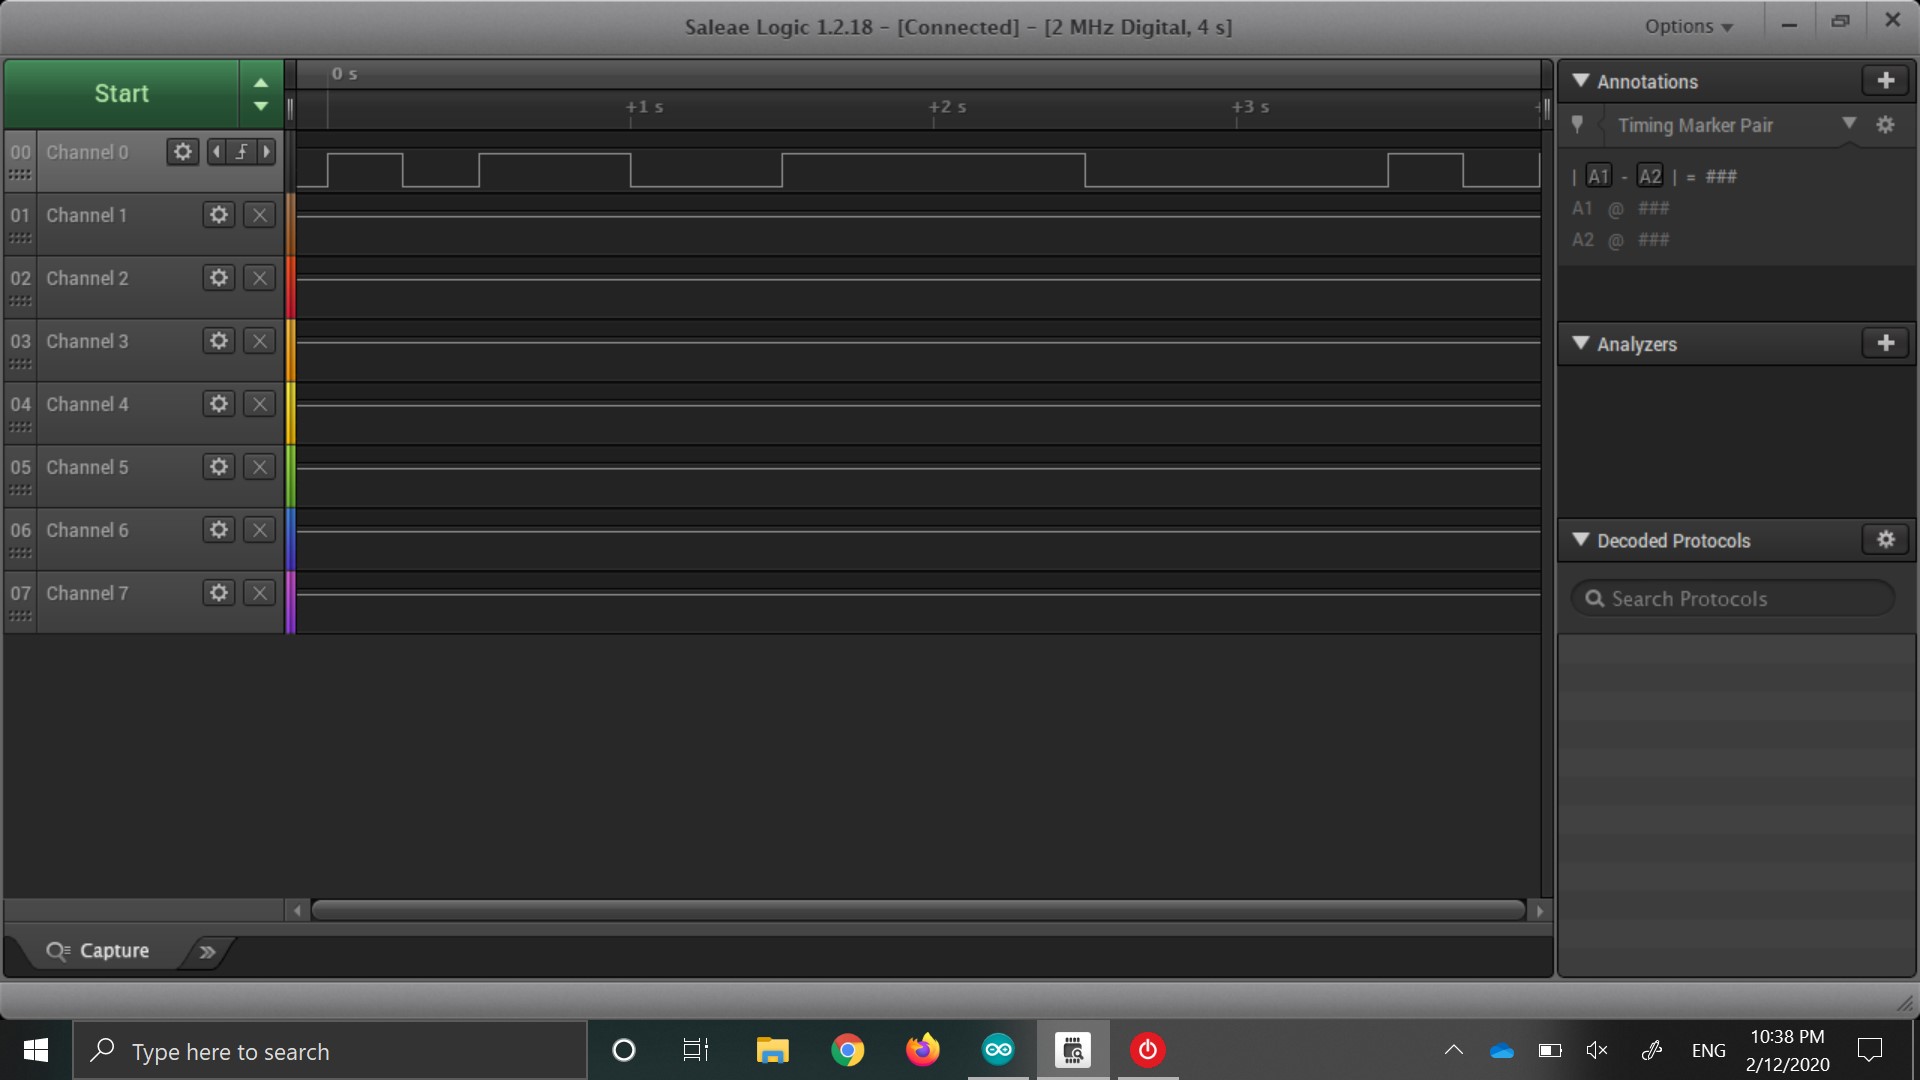 Saleae Logic 1.2.18 - [Connected] - [2 MHz Digital, 4 s]
Options
Start
0 s
+1 s
+2 s
+3 s
00 Channel 0
01 Channel 1
02 Channel 2
03 Channel 3
04 Channel 4
05 Channel 5
06 Channel 6
07 Channel 7
Annotations
Timing Marker Pair
| A1 - A2 | = ###
A1 @ ###
A2 @ ###
Analyzers
Decoded Protocols
Search Protocols
Capture
Type here to search
ENG
10:38 PM
2/12/2020